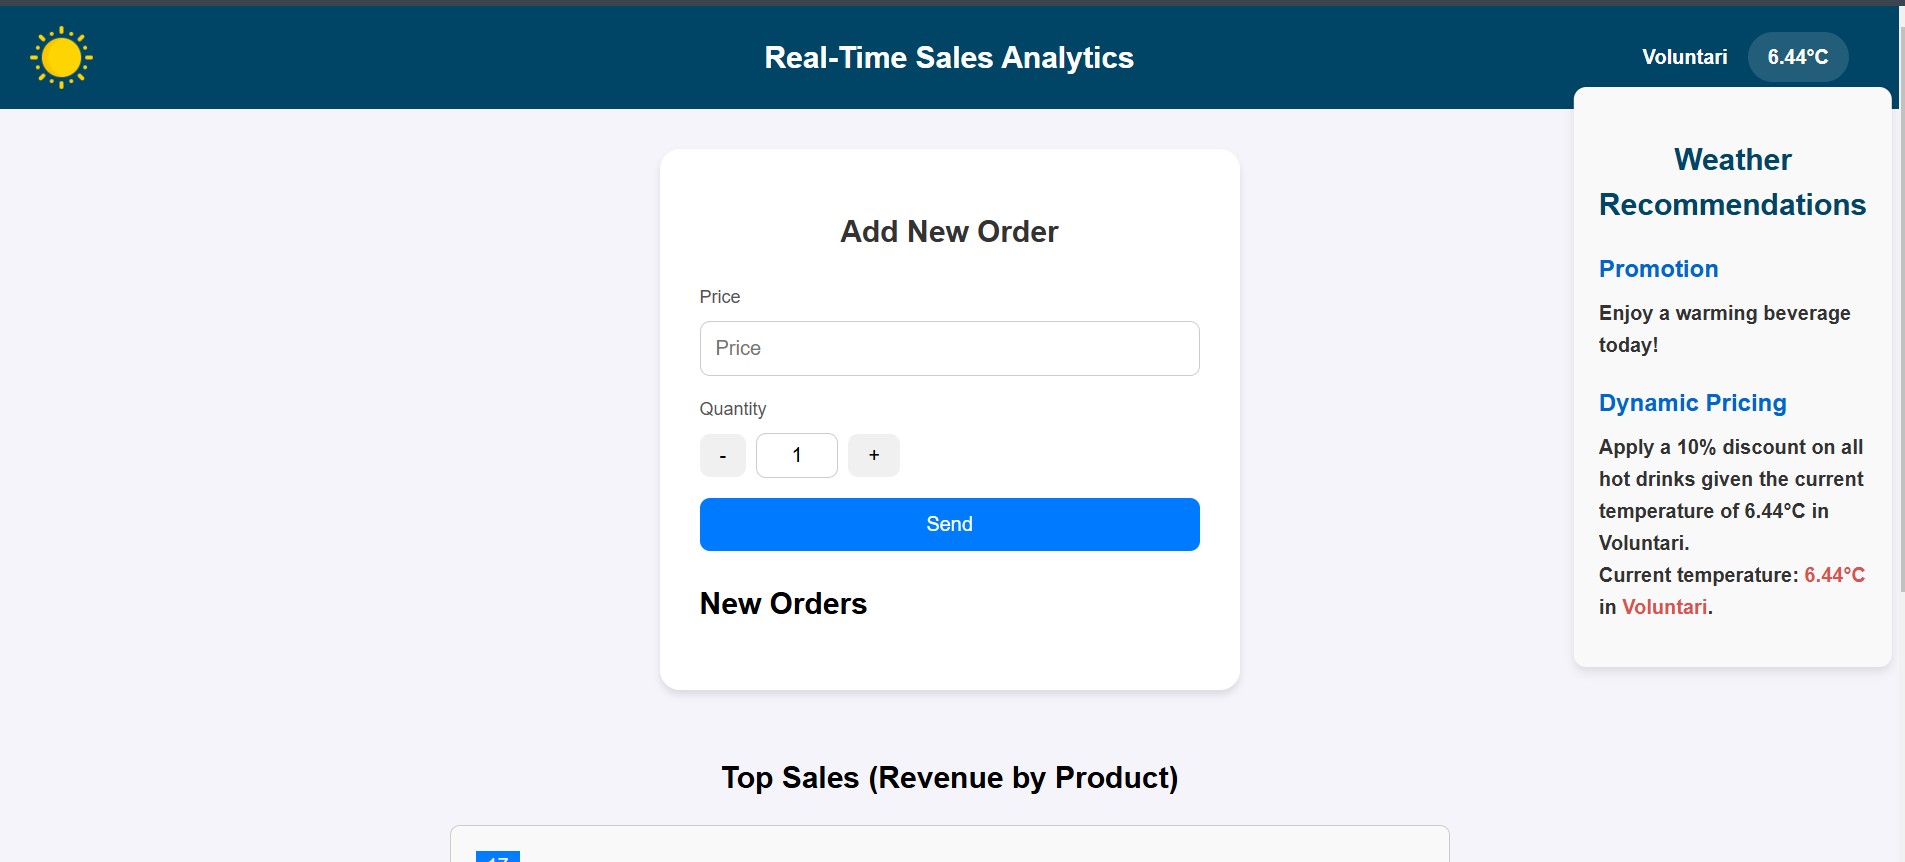 Real-Time Sales Analytics
Voluntari
6.44°C
Add New Order
Price
Price
Quantity
-
1
+
Send
New Orders
Weather
Recommendations
Promotion
Enjoy a warming beverage
today!
Dynamic Pricing
Apply a 10% discount on all
hot drinks given the current
temperature of 6.44°C in
Voluntari.
Current temperature: 6.44°C
in Voluntari.
Top Sales (Revenue by Product)